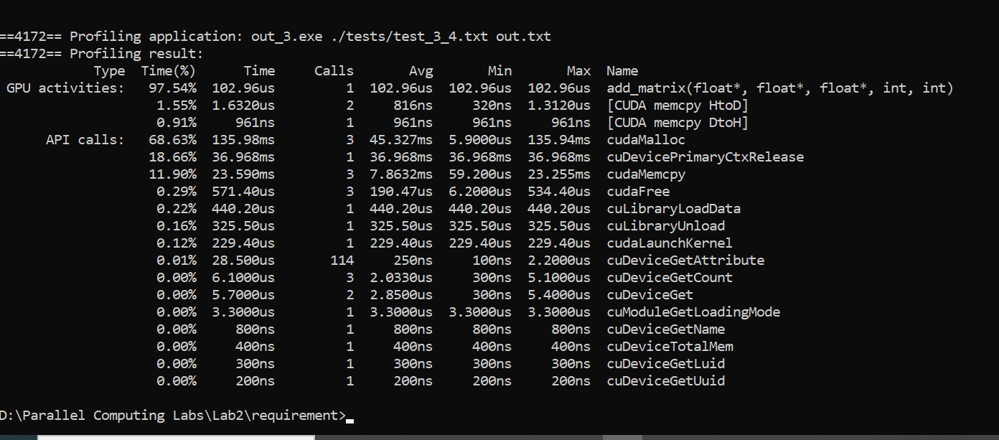 ==4172== Profiling application: out_3.exe ./tests/test_3_4.txt out.txt
==4172== Profiling result:
Type Time(%) Time Calls Avg Min Max Name
GPU activities: 97.54% 102.96us 1 102.96us 102.96us 102.96us add_matrix(float*, float*, float*, int, int)
1.55% 1.6320us 2 816ns 320ns 1.3120us [CUDA memcpy HtoD]
0.91% 961ns 1 961ns 961ns 961ns [CUDA memcpy DtoH]
API calls: 68.63% 135.98ms 3 45.327ms 5.9000us 135.94ms cudaMalloc
18.66% 36.968ms 1 36.968ms 36.968ms 36.968ms cuDevicePrimaryCtxRelease
11.90% 23.590ms 3 7.8632ms 59.200us 23.255ms cudaMemcpy
0.29% 571.40us 3 190.47us 6.2000us 534.40us cudaFree
0.22% 440.20us 1 440.20us 440.20us 440.20us cuLibraryLoadData
0.16% 325.50us 1 325.50us 325.50us 325.50us cuLibraryUnload
0.12% 229.40us 1 229.40us 229.40us 229.40us cudaLaunchKernel
0.01% 28.500us 114 250ns 100ns 2.2000us cuDeviceGetAttribute
0.00% 6.1000us 3 2.0330us 300ns 5.1000us cuDeviceGetCount
0.00% 5.7000us 2 2.8500us 300ns 5.4000us cuDeviceGet
0.00% 3.3000us 1 3.3000us 3.3000us 3.3000us cuModuleGetLoadingMode
0.00% 800ns 1 800ns 800ns 800ns cuDeviceGetName
0.00% 400ns 1 400ns 400ns 400ns cuDeviceTotalMem
0.00% 300ns 1 300ns 300ns 300ns cuDeviceGetLuid
0.00% 200ns 1 200ns 200ns 200ns cuDeviceGetUuid
D:\Parallel Computing Labs\Lab2\requirement>